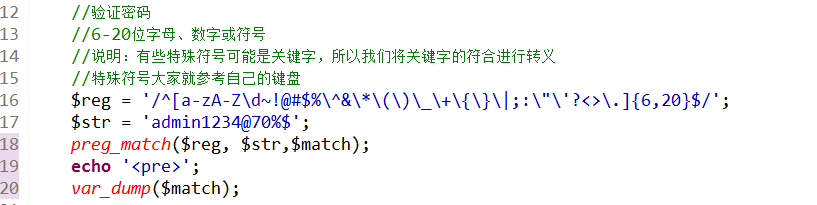 12 //验证密码
13 //6-20位字母、数字或符号
14 //说明：有些特殊符号可能是关键字，所以我们将关键字的符合进行转义
15 //特殊符号大家就参考自己的键盘
16 $reg = '/^[a-zA-Z\d~!@#$%\^&\*\(\)\_\+\{\}\|;:\"\'?<>\.]{6,20}$/';
17 $str = 'admin1234@70%$';
18 preg_match($reg, $str,$match);
19 echo '<pre>';
20 var_dump($match);